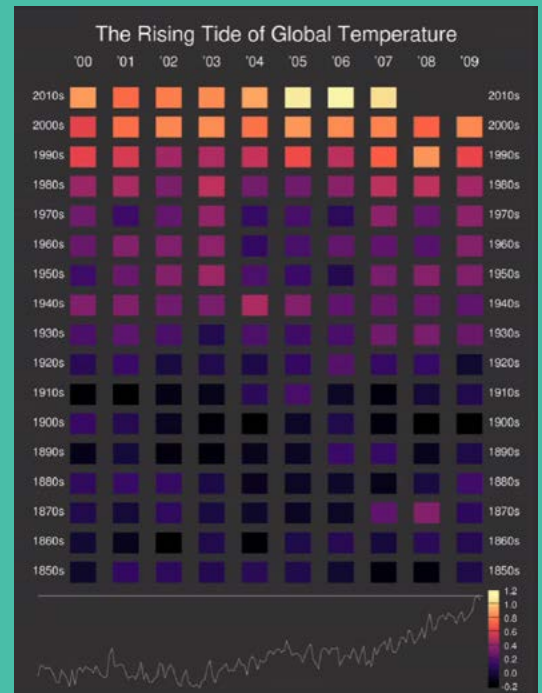 The Rising Tide of Global Temperature
'00 '01 '02 '03 '04 '05 '06 '07 '08 '09
2010s 2010s
2000s 2000s
1990s 1990s
1980s 1980s
1970s 1970s
1960s 1960s
1950s 1950s
1940s 1940s
1930s 1930s
1920s 1920s
1910s 1910s
1900s 1900s
1890s 1890s
1880s 1880s
1870s 1870s
1860s 1860s
1850s 1850s
1.2
1.0
0.8
0.6
0.4
0.2
0.0
-0.2